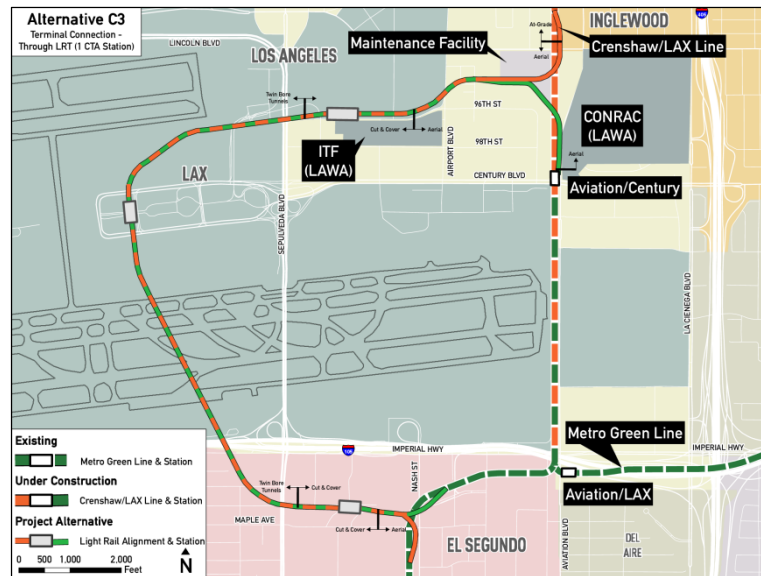 Alternative C3
Terminal Connection -
Through LRT (1 CTA Station)
LINCOLN BLVD
LOS ANGELES
Maintenance Facility
At-Grade
Aerial
INGLEWOOD
405
Crenshaw/LAX Line
Twin Bore
Tunnels
96TH ST
Cut & Cover
Aerial
ITF
(LAWA)
98TH ST
AIRPORT BLVD
CONRAC
(LAWA)
Aerial
CENTURY BLVD
Aviation/Century
LAX
SEPULVEDA BLVD
LA CIENEGA BLVD
Metro Green Line
105
IMPERIAL HWY
IMPERIAL HWY
NASH ST
Aviation/LAX
Twin Bore
Tunnels
Cut & Cover
MAPLE AVE
Cut & Cover
Aerial
EL SEGUNDO
AVIATION BLVD
DEL
AIRE
Existing
Metro Green Line & Station
Under Construction
Crenshaw/LAX Line & Station
Project Alternative
Light Rail Alignment & Station
0 500 1,000 2,000
Feet
N